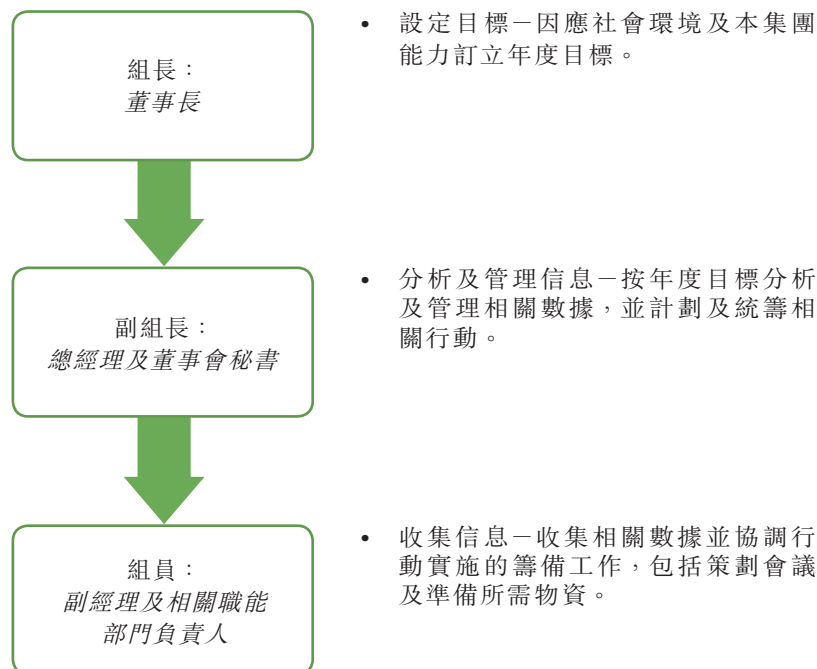 組長：
董事長
• 設定目標－因應社會環境及本集團
能力訂立年度目標。
副組長：
總經理及董事會秘書
• 分析及管理信息－按年度目標分析
及管理相關數據，並計劃及統籌相
關行動。
組員：
副經理及相關職能
部門負責人
• 收集信息－收集相關數據並協調行
動實施的籌備工作，包括策劃會議
及準備所需物資。